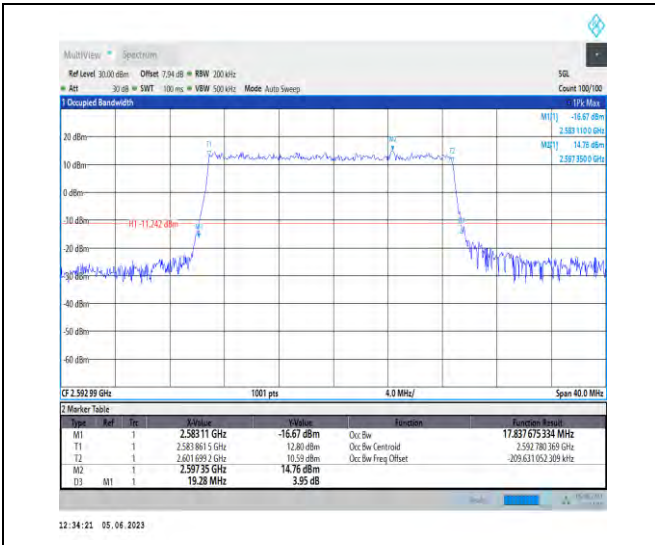 MultiView Spectrum
Ref Level 30.00 dBm Offset 7.94 dB RBW 200 kHz SGL
Att 30 dB SWT 100 ms VBW 500 kHz Mode Auto Sweep Count 100/100
1 Occupied Bandwidth 1Pk Max
M1[1] -16.67 dBm
2.583 110 0 GHz
14.76 dBm
2.597 350 0 GHz
T1
M2
T2
20 dBm
10 dBm
0 dBm
-10 dBm
H1 -11.242 dBm
M1
-20 dBm
-30 dBm
-40 dBm
-50 dBm
-60 dBm
CF 2.592 99 GHz 1001 pts 4.0 MHz/ Span 40.0 MHz
2 Marker Table
Type Ref Trc X-Value Y-Value Function Function Result
M1 1 2.583 11 GHz -16.67 dBm Occ Bw 17.837 675 334 MHz
T1 1 2.583 861 5 GHz 12.80 dBm Occ Bw Centroid 2.592 780 369 GHz
T2 1 2.601 699 2 GHz 10.59 dBm Occ Bw Freq Offset -209.631 052 309 kHz
M2 1 2.597 35 GHz 14.76 dBm
D3 M1 1 19.28 MHz 3.95 dB
12:34:21 05.06.2023